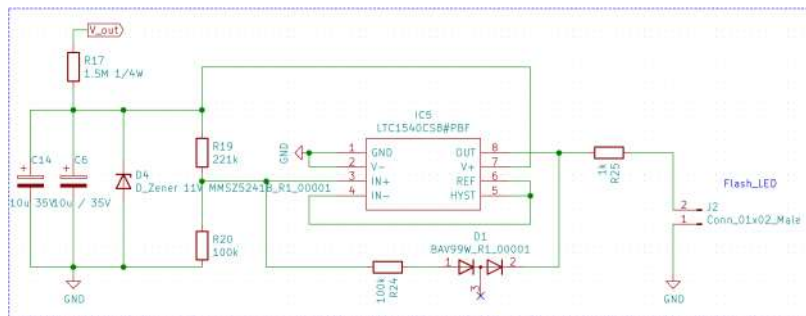 V_out
R17
1.5M 1/4W
C14
10u 35V
C6
10u / 35V
D4
D_Zener 11V MMSZ5241B_R1_00001
R19
221k
R20
100k
GND
GND
IC5
LTC1540CS8#PBF
1 GND OUT 8
2 V- V+ 7
3 IN+ REF 6
4 IN- HYST 5
D1
BAV99W_R1_00001
1 2
3
100k
R24
1k
R25
Flash_LED
2 J2
1 Conn_01x02_Male
GND